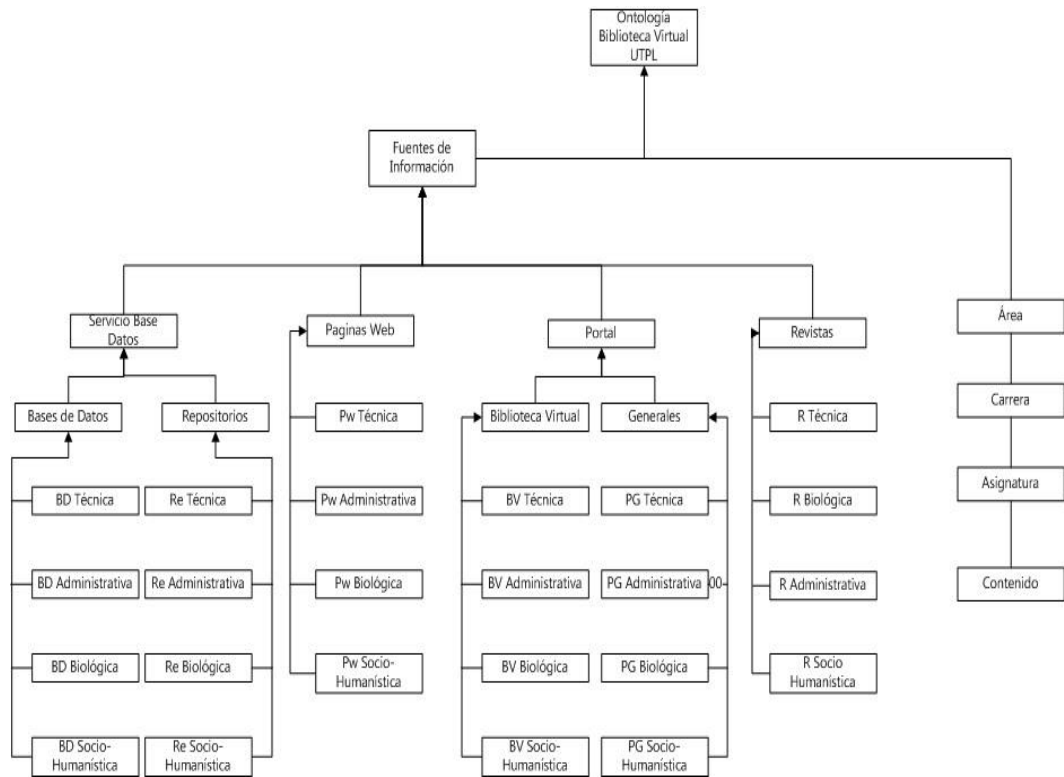 Ontología
Biblioteca Virtual
UTPL
Fuentes de
Información
Servicio Base
Datos
Paginas Web
Portal
Revistas
Área
Bases de Datos
Repositorios
Pw Técnica
Biblioteca Virtual
Generales
R Técnica
Carrera
BD Técnica
Re Técnica
Pw Administrativa
BV Técnica
PG Técnica
R Biológica
Asignatura
BD Administrativa
Re Administrativa
Pw Biológica
BV Administrativa
PG Administrativa
00
R Administrativa
Contenido
BD Biológica
Re Biológica
Pw Socio-
Humanística
BV Biológica
PG Biológica
R Socio
Humanística
BD Socio-
Humanística
Re Socio-
Humanística
BV Socio-
Humanística
PG Socio-
Humanística